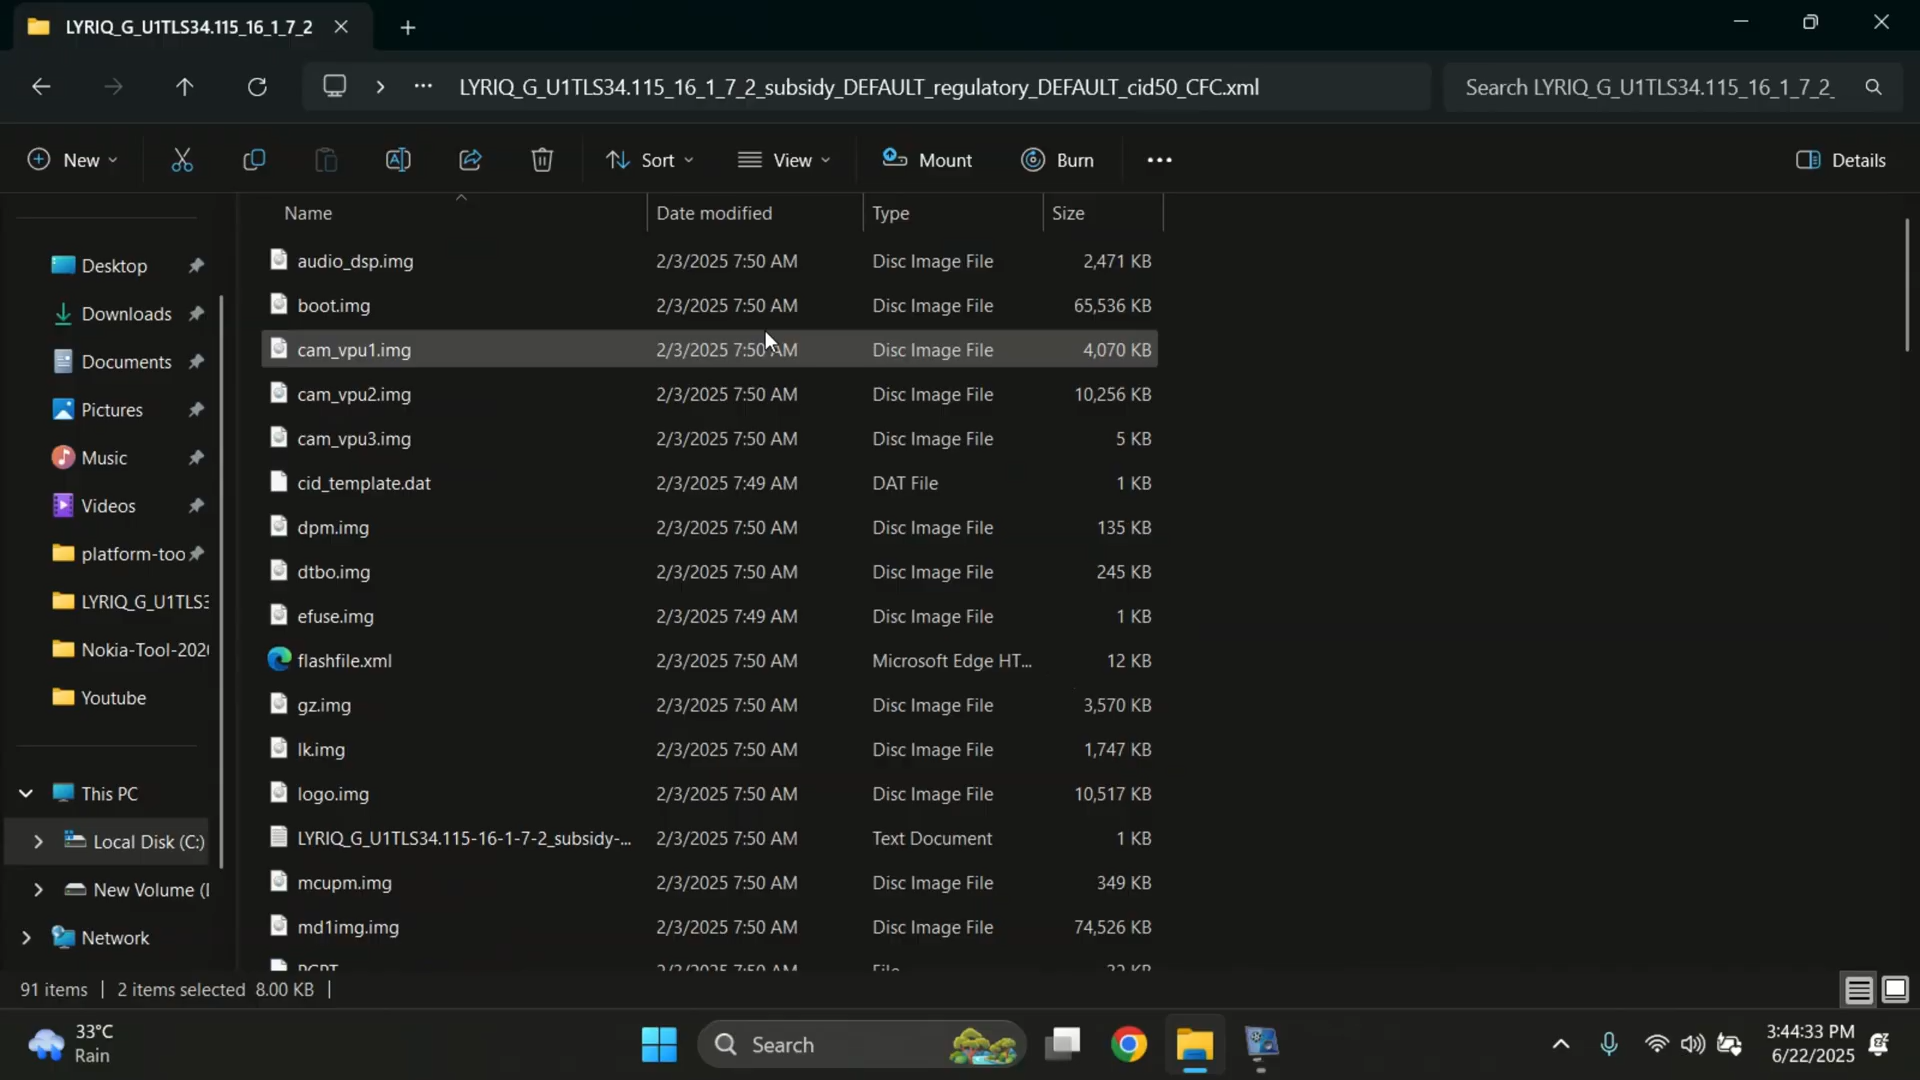 LYRIQ_G_U1TLS34.115_16_1_7_2
LYRIQ_G_U1TLS34.115_16_1_7_2_subsidy_DEFAULT_regulatory_DEFAULT_cid50_CFC.xml
Search LYRIQ_G_U1TLS34.115_16_1_7_2_
New
Sort
View
Mount
Burn
Details
Name Date modified Type Size
Desktop
Downloads
Documents
Pictures
Music
Videos
platform-too
LYRIQ_G_U1TLS3
Nokia-Tool-202
Youtube
This PC
Local Disk (C:)
New Volume (
Network
audio_dsp.img 2/3/2025 7:50 AM Disc Image File 2,471 KB
boot.img 2/3/2025 7:50 AM Disc Image File 65,536 KB
cam_vpu1.img 2/3/2025 7:50 AM Disc Image File 4,070 KB
cam_vpu2.img 2/3/2025 7:50 AM Disc Image File 10,256 KB
cam_vpu3.img 2/3/2025 7:50 AM Disc Image File 5 KB
cid_template.dat 2/3/2025 7:49 AM DAT File 1 KB
dpm.img 2/3/2025 7:50 AM Disc Image File 135 KB
dtbo.img 2/3/2025 7:50 AM Disc Image File 245 KB
efuse.img 2/3/2025 7:49 AM Disc Image File 1 KB
flashfile.xml 2/3/2025 7:50 AM Microsoft Edge HT... 12 KB
gz.img 2/3/2025 7:50 AM Disc Image File 3,570 KB
lk.img 2/3/2025 7:50 AM Disc Image File 1,747 KB
logo.img 2/3/2025 7:50 AM Disc Image File 10,517 KB
LYRIQ_G_U1TLS34.115-16-1-7-2_subsidy-... 2/3/2025 7:50 AM Text Document 1 KB
mcupm.img 2/3/2025 7:50 AM Disc Image File 349 KB
md1img.img 2/3/2025 7:50 AM Disc Image File 74,526 KB
PGPT 2/3/2025 7:50 AM File 32 KB
91 items 2 items selected 8.00 KB
33°C
Rain
Search
3:44:33 PM
6/22/2025